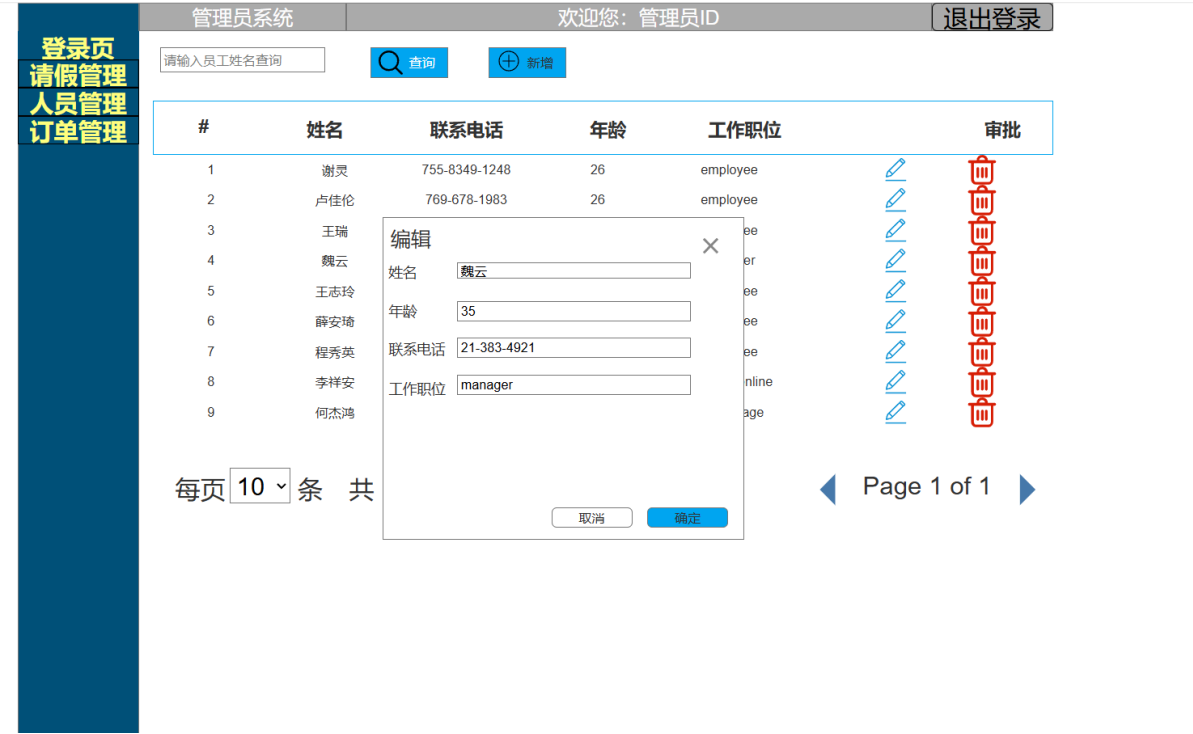 管理员系统 欢迎您：管理员ID 退出登录
登录页
请假管理
人员管理
订单管理
请输入员工姓名查询 查询 新增
# 姓名 联系电话 年龄 工作职位 审批
1 谢灵 755-8349-1248 26 employee
2 卢佳伦 769-678-1983 26 employee
3 王瑞 ee
4 魏云 er
5 王志玲 ee
6 薛安琦 ee
7 程秀英 ee
8 李祥安 nline
9 何杰鸿 age
编辑
姓名 魏云
年龄 35
联系电话 21-383-4921
工作职位 manager
取消 确定
每页 10 条 共 Page 1 of 1